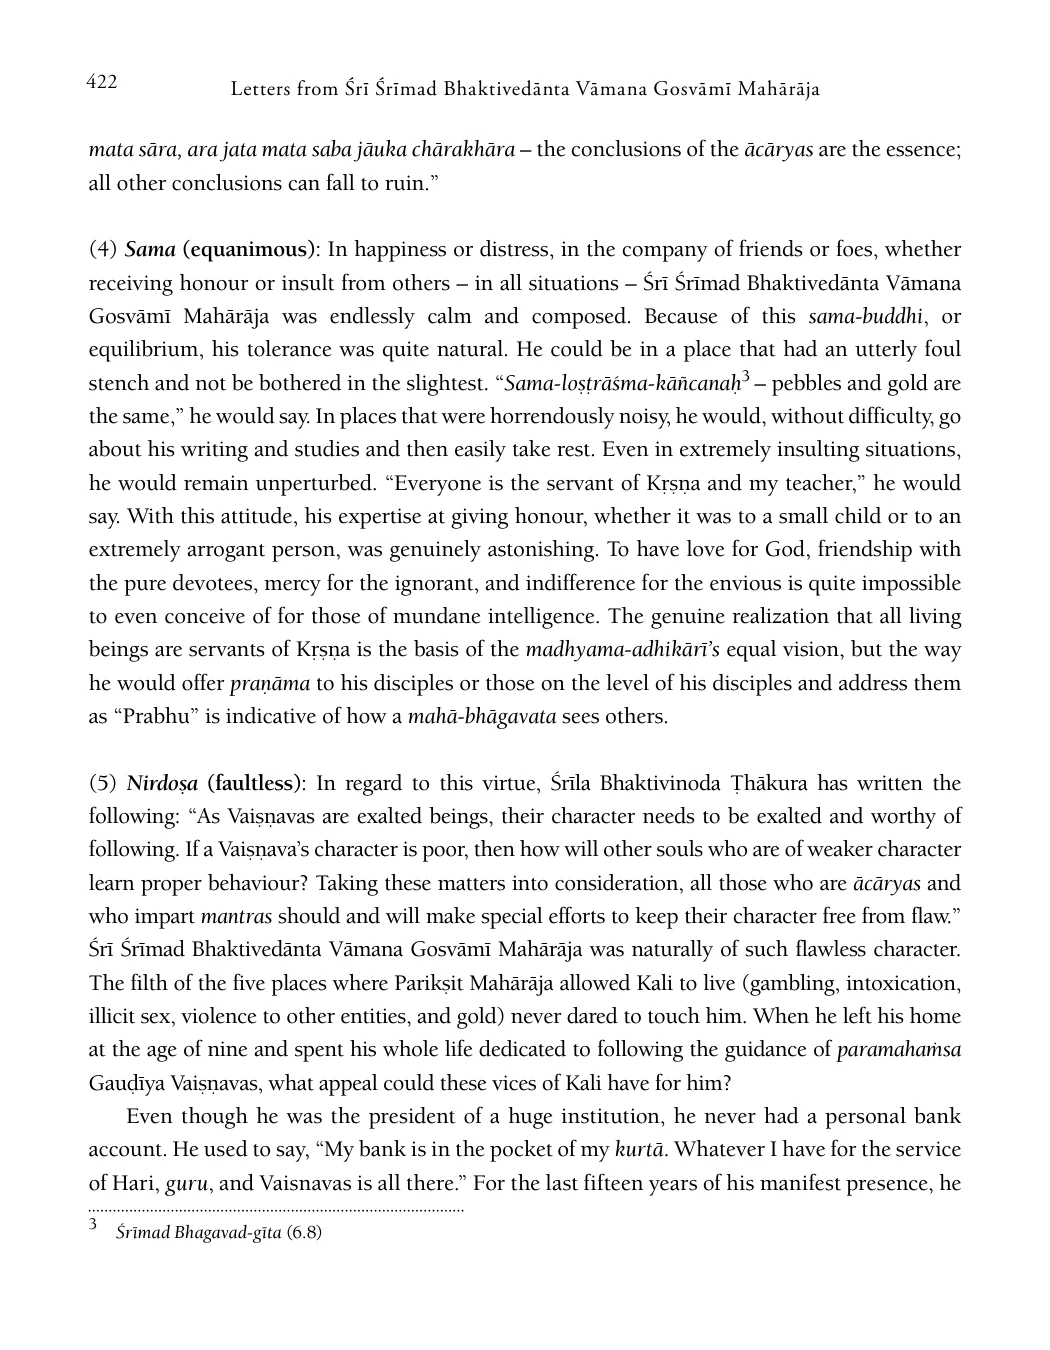 422
Letters from Śrī Śrīmad Bhaktivedānta Vāmana Gosvāmī Mahārāja
mata sāra, ara jata mata saba jāuka chārakhāra – the conclusions of the ācāryas are the essence;
all other conclusions can fall to ruin.”
(4) Sama (equanimous): In happiness or distress, in the company of friends or foes, whether
receiving honour or insult from others – in all situations – Śrī Śrīmad Bhaktivedānta Vāmana
Gosvāmī Mahārāja was endlessly calm and composed. Because of this sama-buddhi, or
equilibrium, his tolerance was quite natural. He could be in a place that had an utterly foul
stench and not be bothered in the slightest. “Sama-loṣṭrāśma-kāñcanaḥ3 – pebbles and gold are
the same,” he would say. In places that were horrendously noisy, he would, without difficulty, go
about his writing and studies and then easily take rest. Even in extremely insulting situations,
he would remain unperturbed. “Everyone is the servant of Kṛṣṇa and my teacher,” he would
say. With this attitude, his expertise at giving honour, whether it was to a small child or to an
extremely arrogant person, was genuinely astonishing. To have love for God, friendship with
the pure devotees, mercy for the ignorant, and indifference for the envious is quite impossible
to even conceive of for those of mundane intelligence. The genuine realization that all living
beings are servants of Kṛṣṇa is the basis of the madhyama-adhikārī’s equal vision, but the way
he would offer praṇāma to his disciples or those on the level of his disciples and address them
as “Prabhu” is indicative of how a mahā-bhāgavata sees others.
(5) Nirdoṣa (faultless): In regard to this virtue, Śrīla Bhaktivinoda Ṭhākura has written the
following: “As Vaiṣṇavas are exalted beings, their character needs to be exalted and worthy of
following. If a Vaiṣṇava’s character is poor, then how will other souls who are of weaker character
learn proper behaviour? Taking these matters into consideration, all those who are ācāryas and
who impart mantras should and will make special efforts to keep their character free from flaw.”
Śrī Śrīmad Bhaktivedānta Vāmana Gosvāmī Mahārāja was naturally of such flawless character.
The filth of the five places where Parikṣit Mahārāja allowed Kali to live (gambling, intoxication,
illicit sex, violence to other entities, and gold) never dared to touch him. When he left his home
at the age of nine and spent his whole life dedicated to following the guidance of paramahaṁsa
Gauḍīya Vaiṣṇavas, what appeal could these vices of Kali have for him?
Even though he was the president of a huge institution, he never had a personal bank
account. He used to say, “My bank is in the pocket of my kurtā. Whatever I have for the service
of Hari, guru, and Vaisnavas is all there.” For the last fifteen years of his manifest presence, he
3 Śrīmad Bhagavad-gīta (6.8)